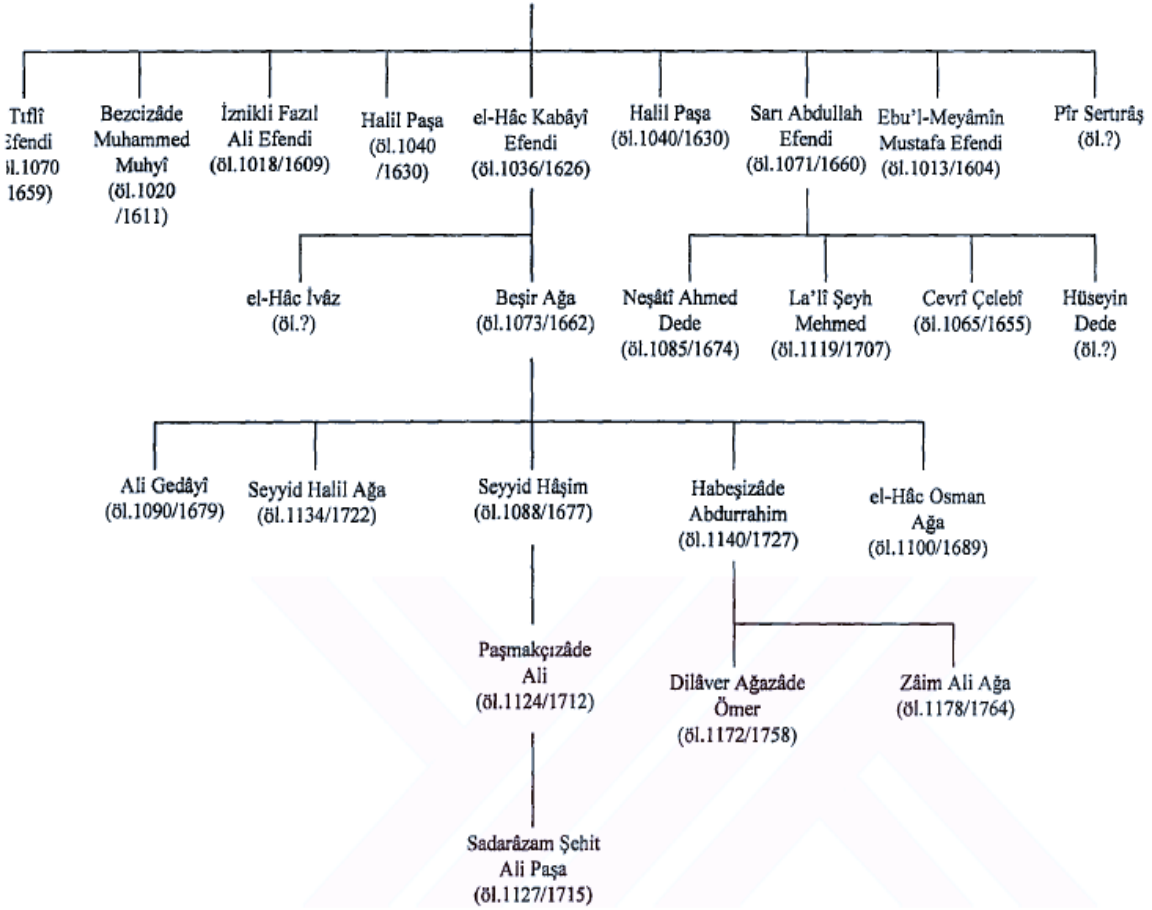 Tıflî
Efendi
öl.1070
1659)
Bezcizâde
Muhammed
Muhyî
(öl.1020
/1611)
İznikli Fazıl
Ali Efendi
(öl.1018/1609)
Halil Paşa
(öl.1040
/1630)
el-Hâc Kabâyî
Efendi
(öl.1036/1626)
Halil Paşa
(öl.1040/1630)
Sarı Abdullah
Efendi
(öl.1071/1660)
Ebu'l-Meyâmîn
Mustafa Efendi
(öl.1013/1604)
Pîr Sertırâş
(öl.?)
el-Hâc İvâz
(öl.?)
Beşir Ağa
(öl.1073/1662)
Neşâtî Ahmed
Dede
(öl.1085/1674)
La'lî Şeyh
Mehmed
(öl.1119/1707)
Cevrî Çelebî
(öl.1065/1655)
Hüseyin
Dede
(öl.?)
Ali Gedâyî
(öl.1090/1679)
Seyyid Halil Ağa
(öl.1134/1722)
Seyyid Hâşim
(öl.1088/1677)
Habeşizâde
Abdurrahim
(öl.1140/1727)
el-Hâc Osman
Ağa
(öl.1100/1689)
Paşmakçızâde
Ali
(öl.1124/1712)
Dilâver Ağazâde
Ömer
(öl.1172/1758)
Zâim Ali Ağa
(öl.1178/1764)
Sadarâzam Şehit
Ali Paşa
(öl.1127/1715)